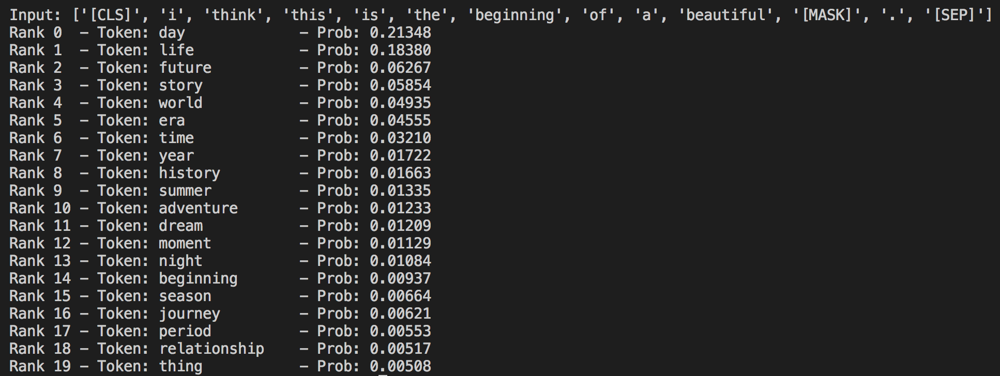 Input: ['[CLS]', 'i', 'think', 'this', 'is', 'the', 'beginning', 'of', 'a', 'beautiful', '[MASK]', '.', '[SEP]']
Rank 0  – Token: day             – Prob: 0.21348
Rank 1  – Token: life            – Prob: 0.18380
Rank 2  – Token: future          – Prob: 0.06267
Rank 3  – Token: story           – Prob: 0.05854
Rank 4  – Token: world           – Prob: 0.04935
Rank 5  – Token: era             – Prob: 0.04555
Rank 6  – Token: time            – Prob: 0.03210
Rank 7  – Token: year            – Prob: 0.01722
Rank 8  – Token: history         – Prob: 0.01663
Rank 9  – Token: summer          – Prob: 0.01335
Rank 10 – Token: adventure       – Prob: 0.01233
Rank 11 – Token: dream           – Prob: 0.01209
Rank 12 – Token: moment          – Prob: 0.01129
Rank 13 – Token: night           – Prob: 0.01084
Rank 14 – Token: beginning       – Prob: 0.00937
Rank 15 – Token: season          – Prob: 0.00664
Rank 16 – Token: journey         – Prob: 0.00621
Rank 17 – Token: period          – Prob: 0.00553
Rank 18 – Token: relationship    – Prob: 0.00517
Rank 19 – Token: thing           – Prob: 0.00508